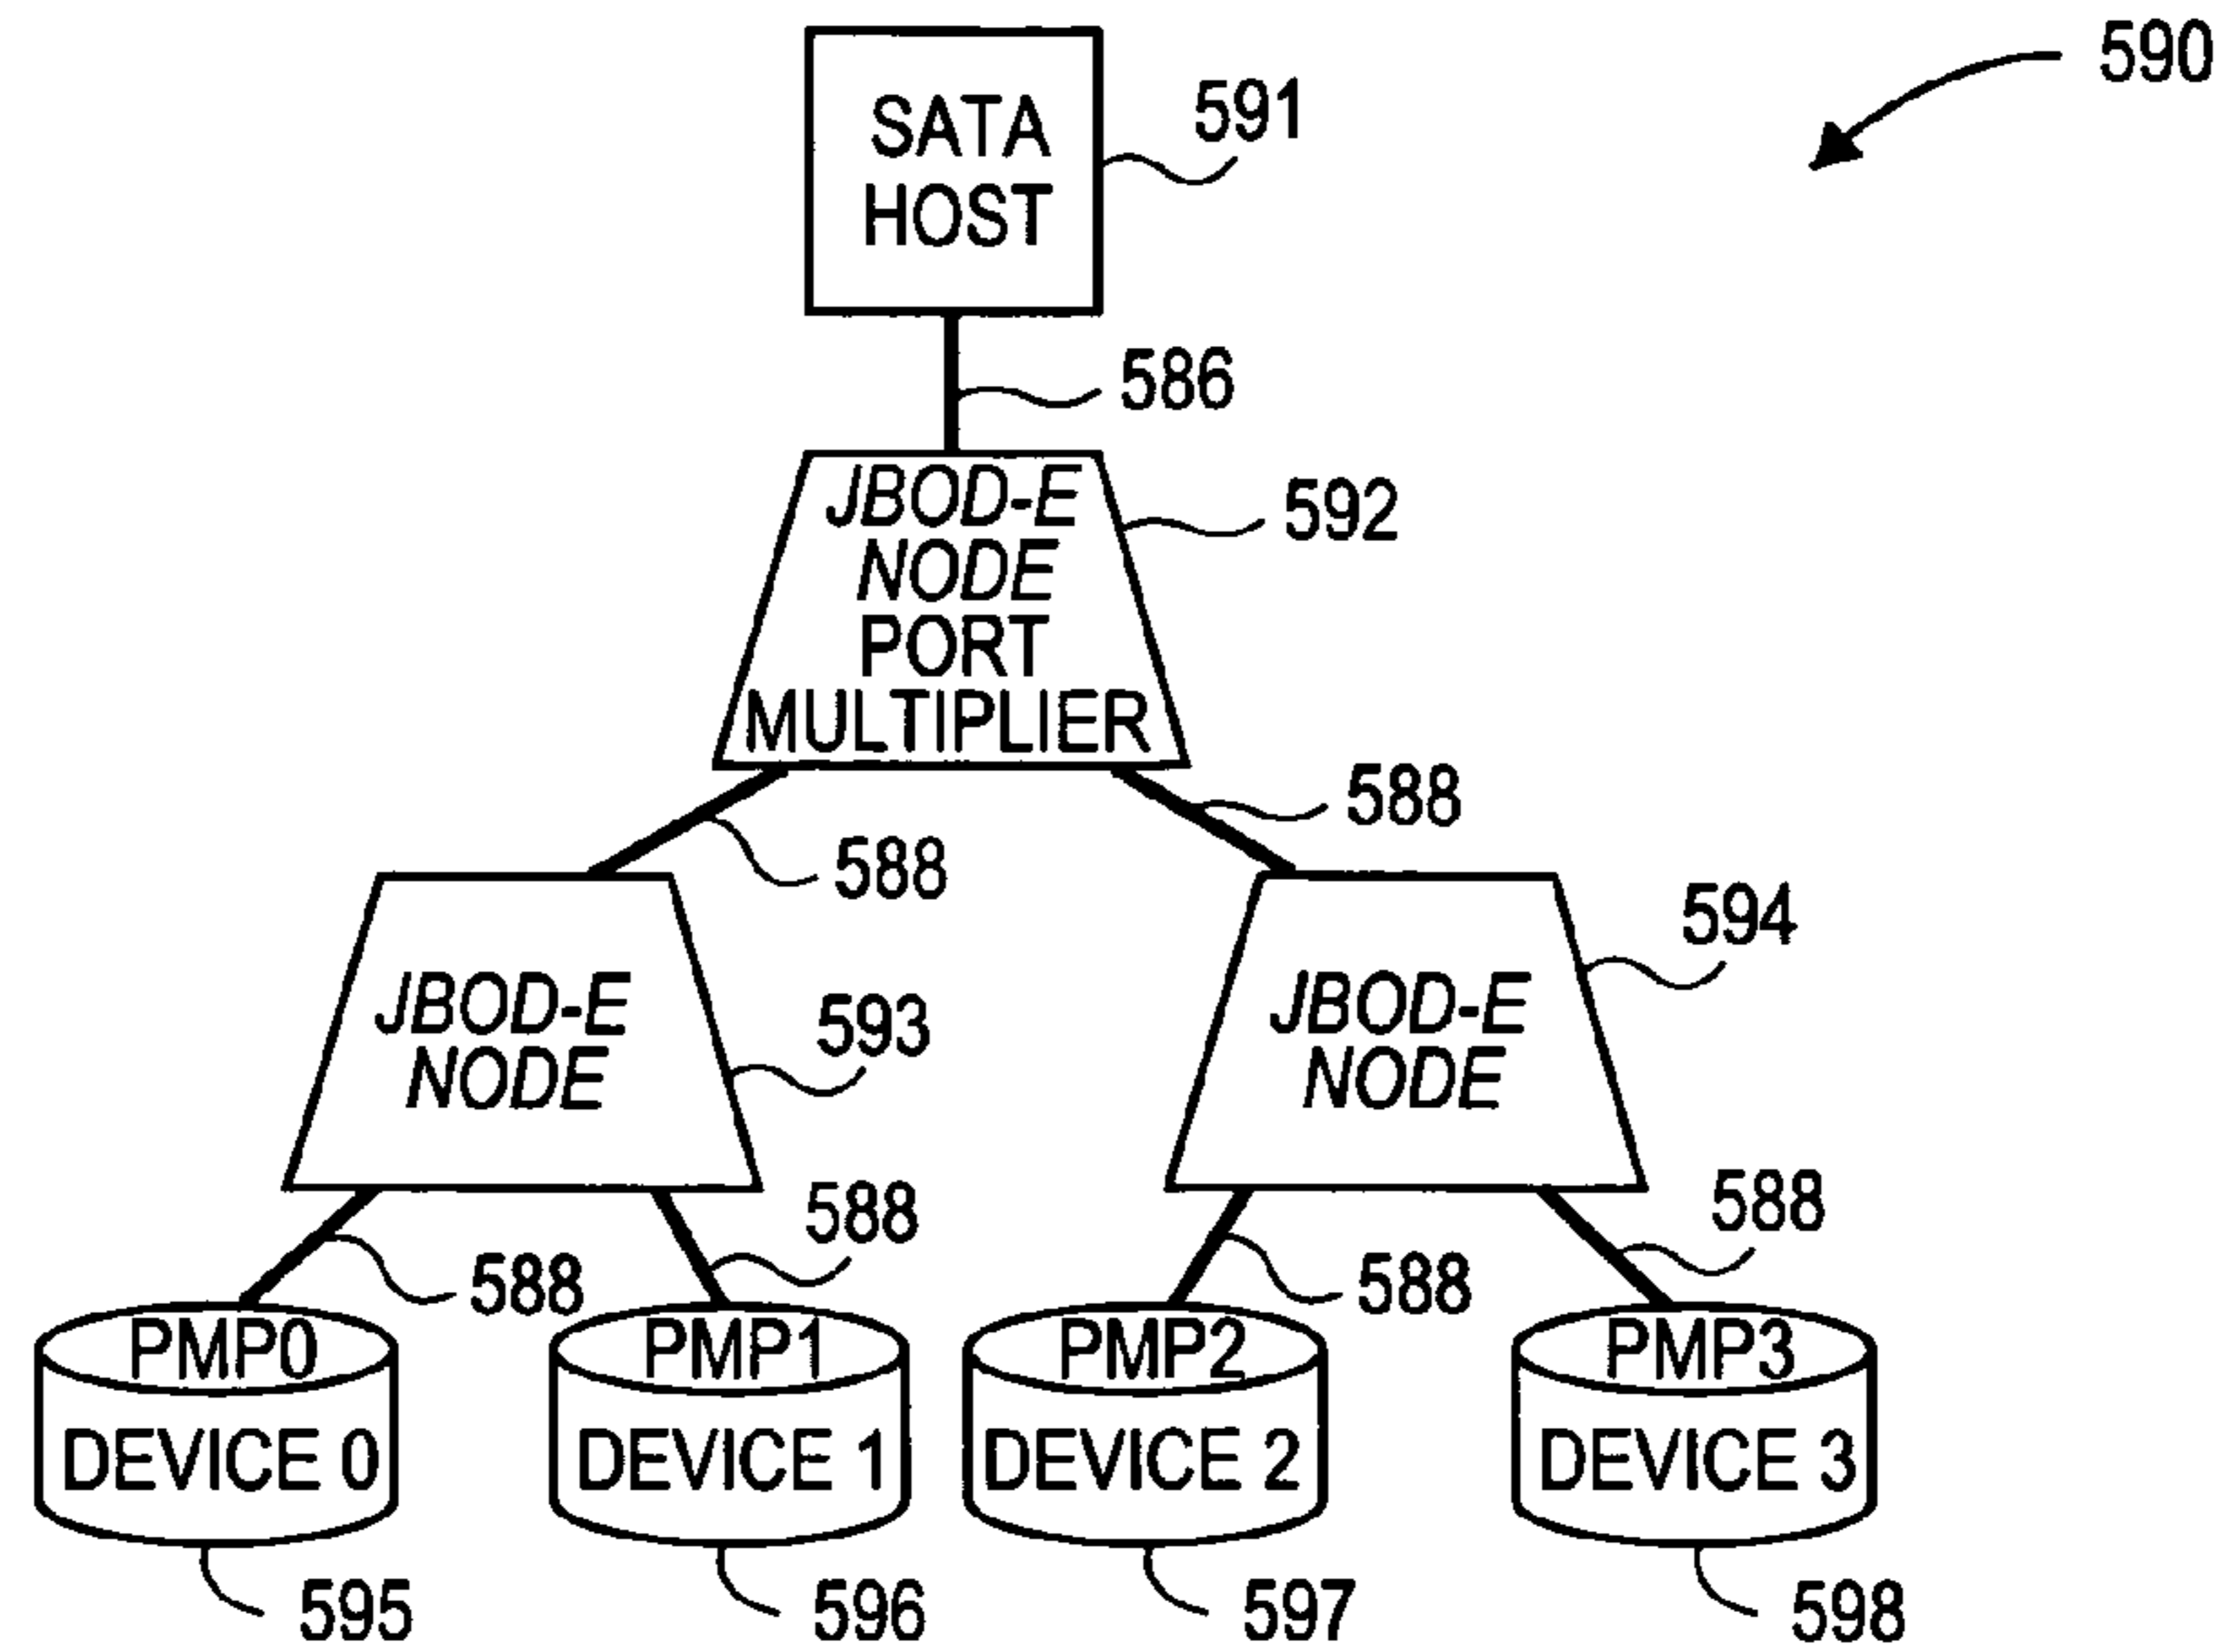 590
SATA
HOST
591
586
JBOD-E
NODE
PORT
MULTIPLIER
592
588
588
JBOD-E
NODE
593
JBOD-E
NODE
594
588
588
588
588
PMP0
DEVICE 0
PMP1
DEVICE 1
PMP2
DEVICE 2
PMP3
DEVICE 3
595
596
597
598